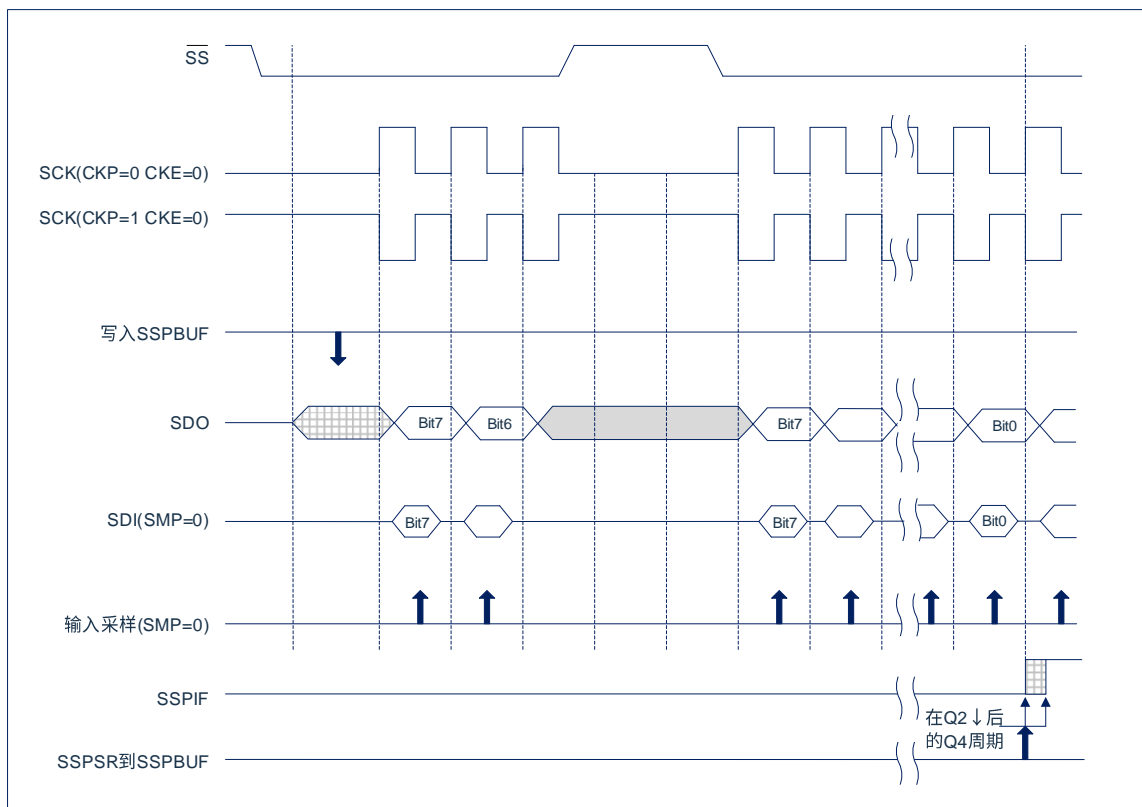 SS
SCK(CKP=0 CKE=0)
SCK(CKP=1 CKE=0)
写入SSPBUF
SDO
Bit7
Bit6
Bit7
Bit0
SDI(SMP=0)
Bit7
Bit7
Bit0
输入采样(SMP=0)
SSPIF
在Q2↓后
的Q4周期
SSPSR到SSPBUF